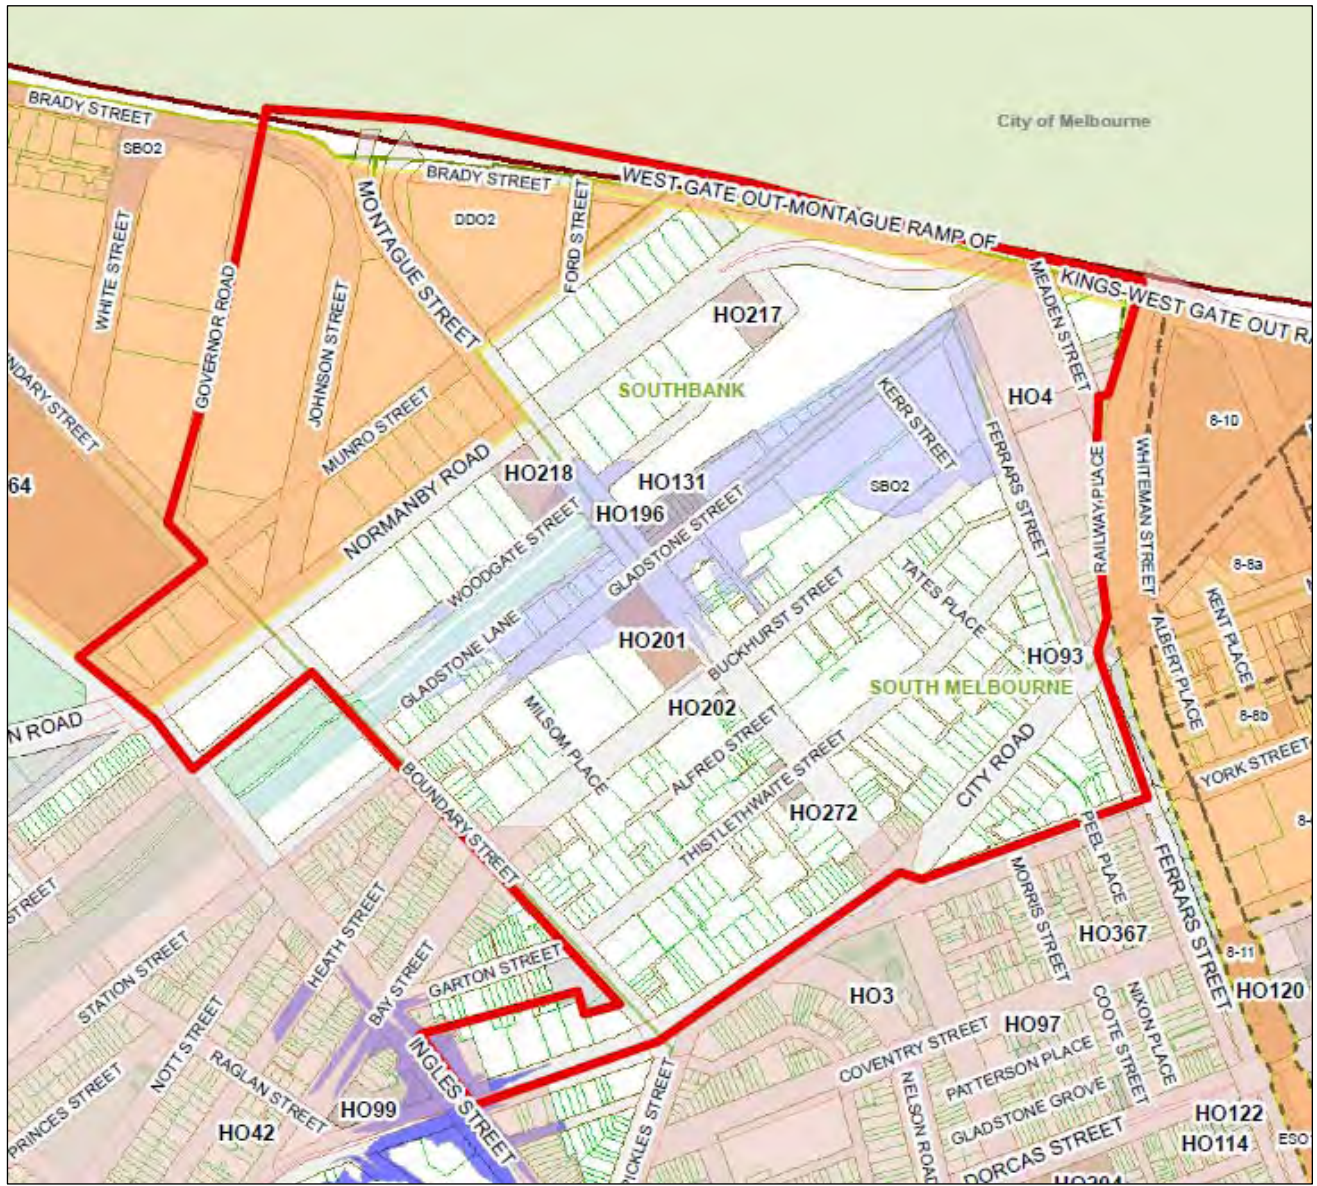 City of Melbourne
BRADY STREET
SBO2
BRADY STREET
WEST GATE OUT-MONTAGUE RAMP OF
DDO2
MONTAGUE STREET
FORD STREET
WHITE STREET
GOVERNOR ROAD
JOHNSON STREET
MEADEN STREET
KINGS-WEST GATE OUT RA
HO217
SOUTHBANK
KERR STREET
HO4
8-10
NDARY STREET
MUNRO STREET
FERRARS STREET
WHITEMAN STREET
RAILWAY PLACE
64
NORMANBY ROAD
HO218
HO131
SBO2
HO196
WOODGATE STREET
GLADSTONE STREET
TATES PLACE
8-8a
KENT PLACE
GLADSTONE LANE
HO201
BUCKHURST STREET
HO93
ALBERT PLACE
SOUTH MELBOURNE
N ROAD
HO202
MILSOM PLACE
ALFRED STREET
8-8b
YORK STREET
CITY ROAD
BOUNDARY STREET
THISTLETHWAITE STREET
HO272
8-
PEEL PLACE
FERRARS STREET
STREET
MORRIS STREET
HEATH STREET
HO367
STATION STREET
BAY STREET
GARTON STREET
8-11
HO3
HO120
NIXON PLACE
COOTE STREET
HO97
NOTT STREET
INGLES STREET
COVENTRY STREET
PATTERSON PLACE
RAGLAN STREET
PRINCES STREET
NELSON ROAD
GLADSTONE GROVE
HO99
HO122
HO42
PICKLES STREET
DORCAS STREET
HO114
ESO
HO294